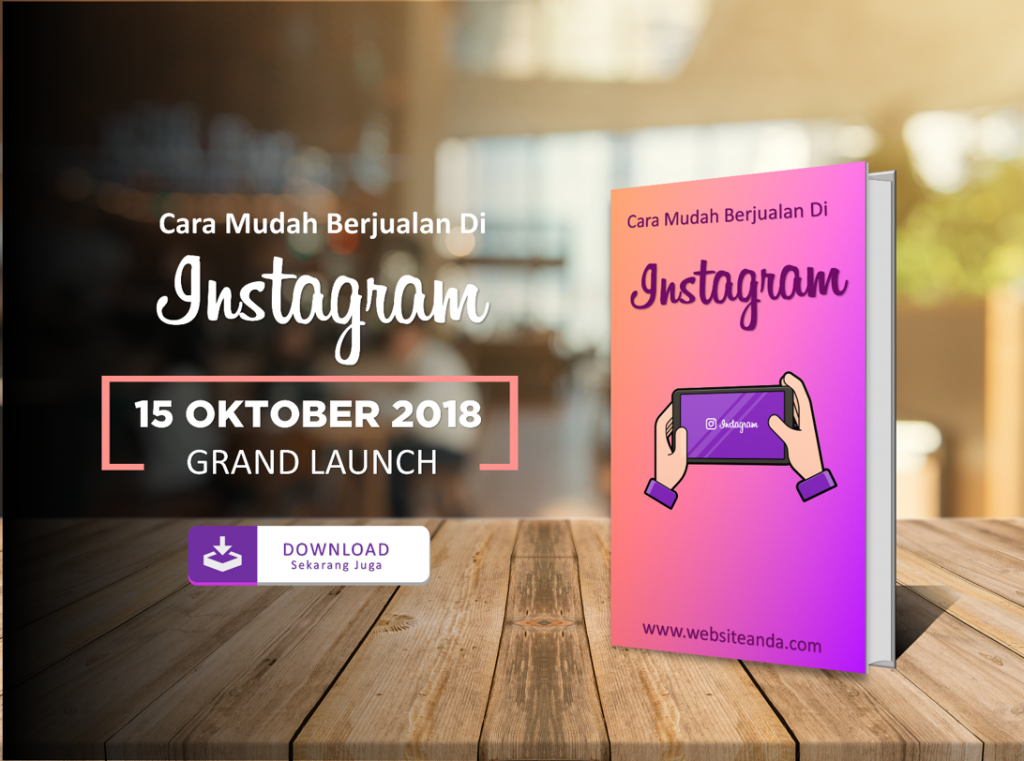 Cara Mudah Berjualan Di
Instagram
15 OKTOBER 2018
GRAND LAUNCH
DOWNLOAD
Sekarang Juga
Cara Mudah Berjualan Di
Instagram
Instagram
www.websiteanda.com